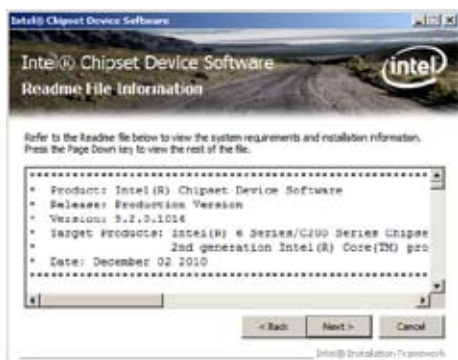 Intel® Chipset Device Software
Intel® Chipset Device Software
intel
Readme File Information
Refer to the Readme file below to view the system requirements and installation information.
Press the Page Down key to view the rest of the file.
********************************************************
* Product: Intel(R) Chipset Device Software
* Release: Production Version
* Version: 9.2.0.1016
* Target Products: Intel(R) 6 Series/C200 Series Chipse
* 2nd generation Intel(R) Core(TM) pro
* Date: December 02 2010
********************************************************
< Back
Next >
Cancel
Intel® Installation Framework